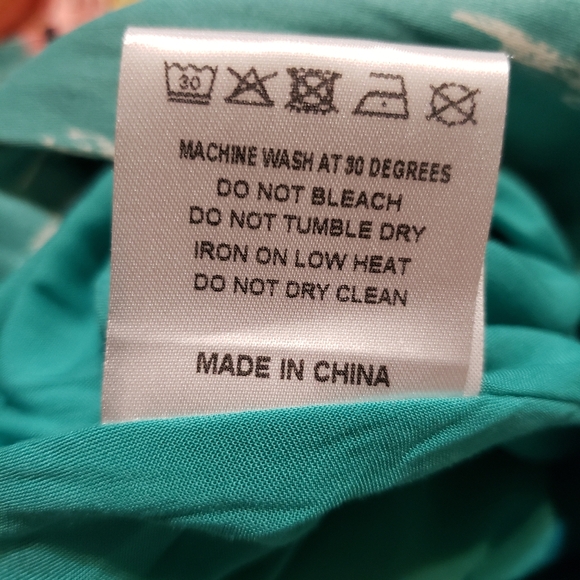 30
MACHINE WASH AT 30 DEGREES
DO NOT BLEACH
DO NOT TUMBLE DRY
IRON ON LOW HEAT
DO NOT DRY CLEAN
MADE IN CHINA